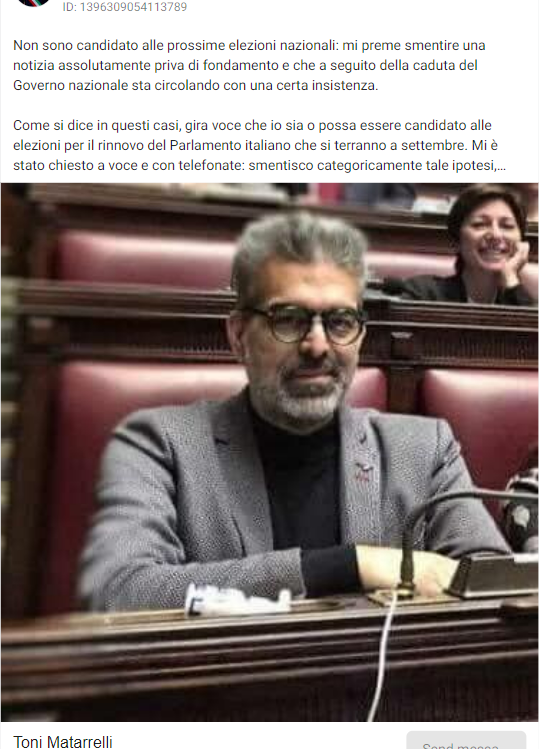 ID: 1396309054113789
Non sono candidato alle prossime elezioni nazionali: mi preme smentire una
notizia assolutamente priva di fondamento e che a seguito della caduta del
Governo nazionale sta circolando con una certa insistenza.
Come si dice in questi casi, gira voce che io sia o possa essere candidato alle
elezioni per il rinnovo del Parlamento italiano che si terranno a settembre. Mi è
stato chiesto a voce e con telefonate: smentisco categoricamente tale ipotesi,...
Toni Matarrelli
Send messa...